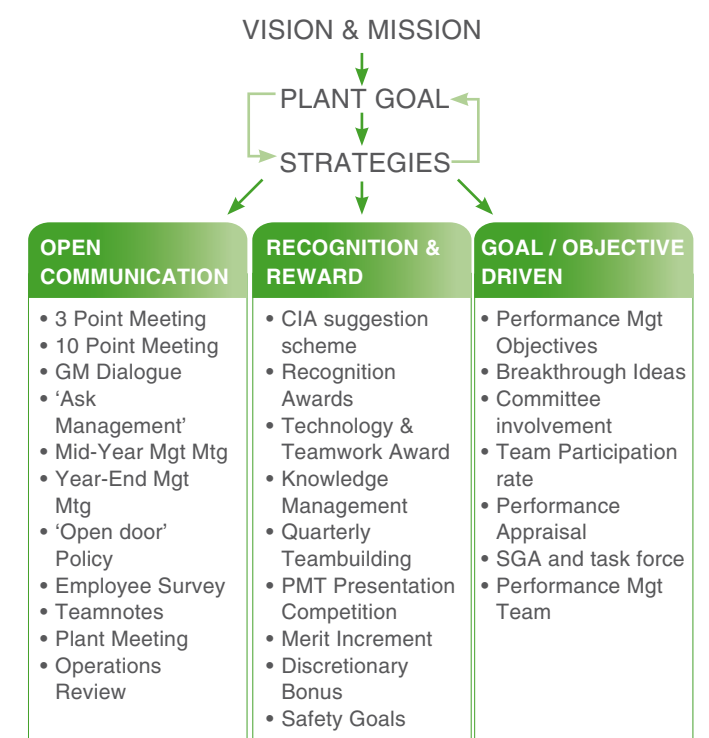 VISION & MISSION
PLANT GOAL
STRATEGIES
OPEN
COMMUNICATION
• 3 Point Meeting
• 10 Point Meeting
• GM Dialogue
• ‘Ask
Management’
• Mid-Year Mgt Mtg
• Year-End Mgt
Mtg
• ‘Open door’
Policy
• Employee Survey
• Teamnotes
• Plant Meeting
• Operations
Review
RECOGNITION &
REWARD
• CIA suggestion
scheme
• Recognition
Awards
• Technology &
Teamwork Award
• Knowledge
Management
• Quarterly
Teambuilding
• PMT Presentation
Competition
• Merit Increment
• Discretionary
Bonus
• Safety Goals
GOAL / OBJECTIVE
DRIVEN
• Performance Mgt
Objectives
• Breakthrough Ideas
• Committee
involvement
• Team Participation
rate
• Performance
Appraisal
• SGA and task force
• Performance Mgt
Team